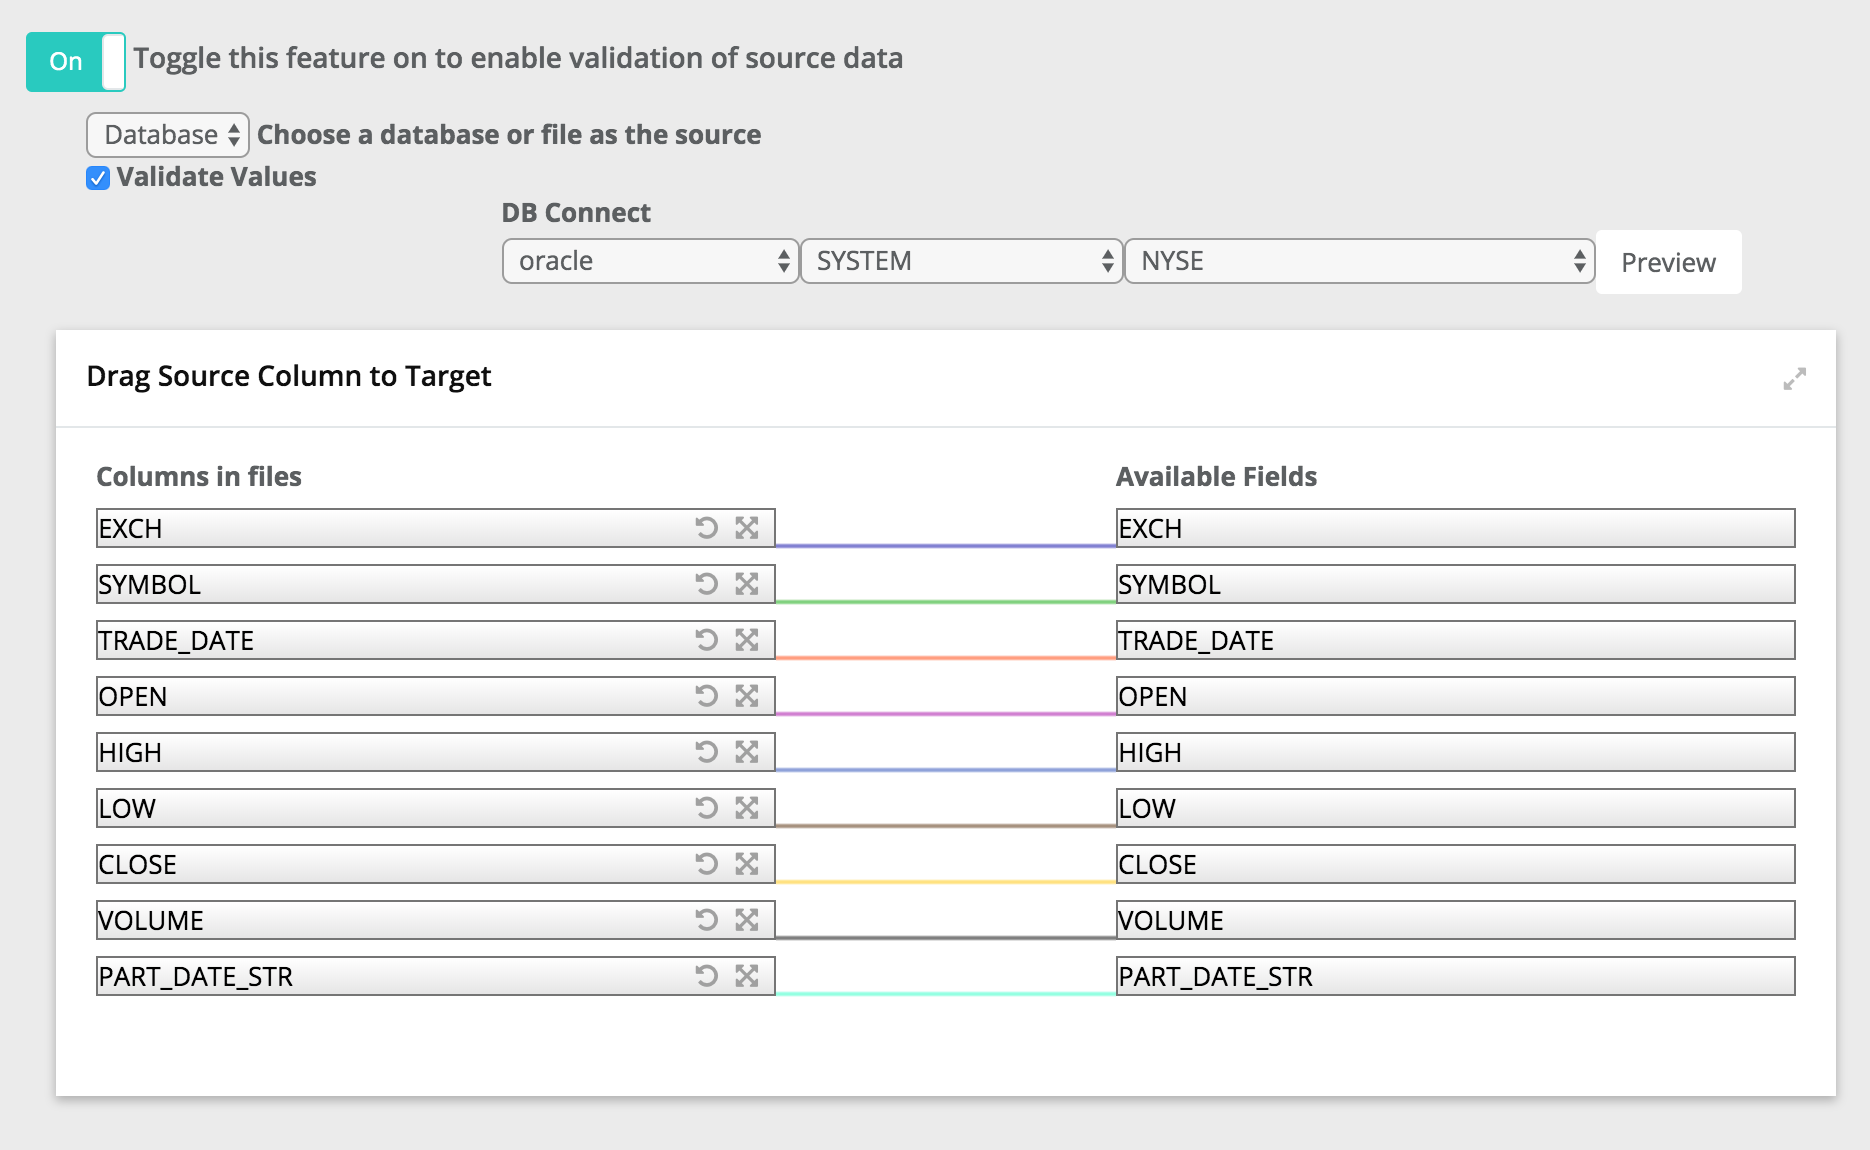 On Toggle this feature on to enable validation of source data
Database Choose a database or file as the source
Validate Values
DB Connect
oracle SYSTEM NYSE Preview
Drag Source Column to Target
Columns in files Available Fields
EXCH EXCH
SYMBOL SYMBOL
TRADE_DATE TRADE_DATE
OPEN OPEN
HIGH HIGH
LOW LOW
CLOSE CLOSE
VOLUME VOLUME
PART_DATE_STR PART_DATE_STR